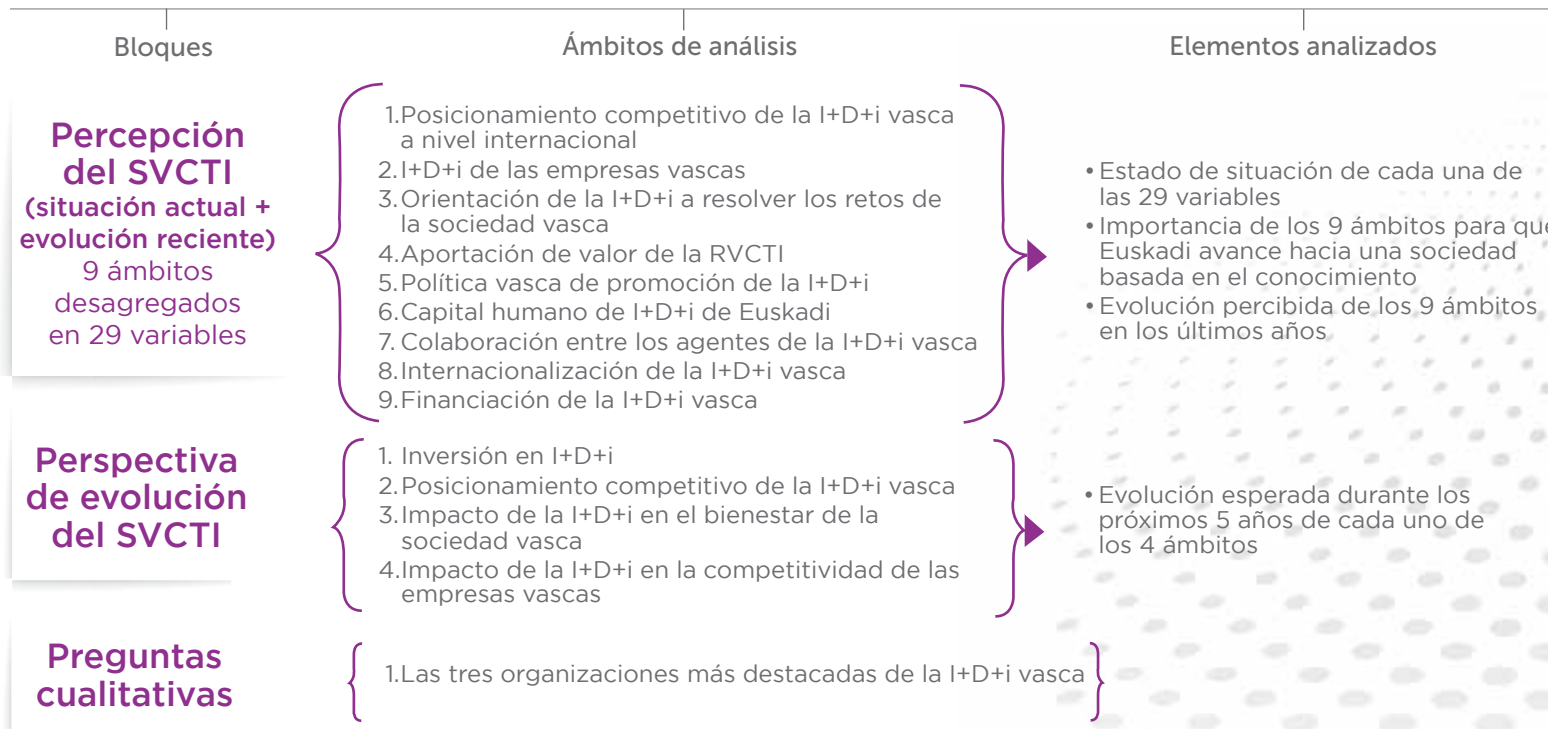 Bloques
Ámbitos de análisis
Elementos analizados
Percepción
del SVCTI
(situación actual +
evolución reciente)
9 ámbitos
desagregados
en 29 variables
1.Posicionamiento competitivo de la I+D+i vasca
a nivel internacional
2.I+D+i de las empresas vascas
3.Orientación de la I+D+i a resolver los retos de
la sociedad vasca
4.Aportación de valor de la RVCTI
5.Política vasca de promoción de la I+D+i
6.Capital humano de I+D+i de Euskadi
7. Colaboración entre los agentes de la I+D+i vasca
8.Internacionalización de la I+D+i vasca
9.Financiación de la I+D+i vasca
• Estado de situación de cada una de
las 29 variables
• Importancia de los 9 ámbitos para que
Euskadi avance hacia una sociedad
basada en el conocimiento
• Evolución percibida de los 9 ámbitos
en los últimos años
Perspectiva
de evolución
del SVCTI
1. Inversión en I+D+i
2.Posicionamiento competitivo de la I+D+i vasca
3.Impacto de la I+D+i en el bienestar de la
sociedad vasca
4.Impacto de la I+D+i en la competitividad de las
empresas vascas
• Evolución esperada durante los
próximos 5 años de cada uno de
los 4 ámbitos
Preguntas
cualitativas
1.Las tres organizaciones más destacadas de la I+D+i vasca